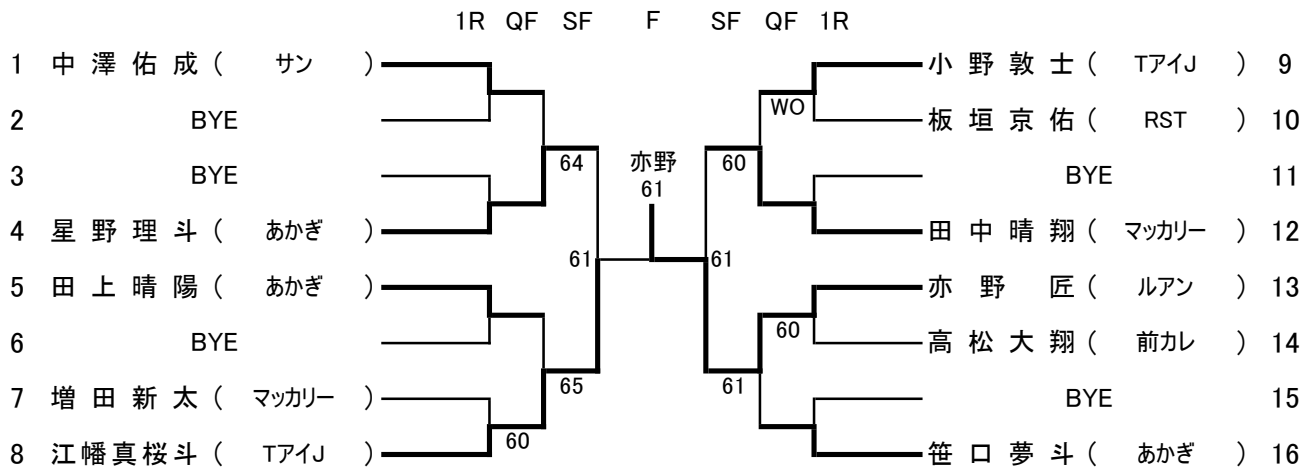 1R QF SF F SF QF 1R
1 中澤佑成 ( サン ) 小野敦士 ( TアイJ ) 9
WO
2 BYE 板垣京佑 ( RST ) 10
64 亦野 60
3 BYE BYE 11
61
4 星野理斗 ( あかぎ ) 田中晴翔 ( マッカリー ) 12
61 61
5 田上晴陽 ( あかぎ ) 亦野匠 ( ルアン ) 13
60
6 BYE 高松大翔 ( 前カレ ) 14
65 61
7 増田新太 ( マッカリー ) BYE 15
60
8 江幡真桜斗 ( TアイJ ) 笹口夢斗 ( あかぎ ) 16